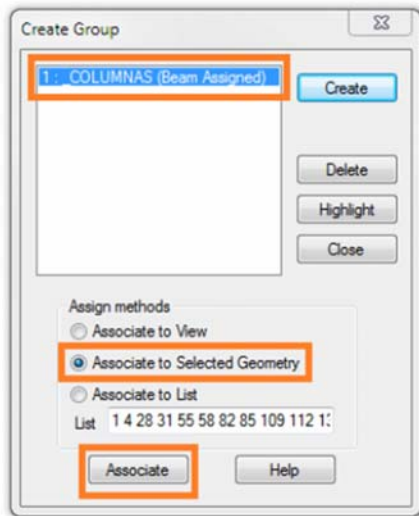 Create Group
1 : _COLUMNAS (Beam Assigned)
Create
Delete
Highlight
Close
Assign methods
Associate to View
Associate to Selected Geometry
Associate to List
List 1 4 28 31 55 58 82 85 109 112
Associate
Help